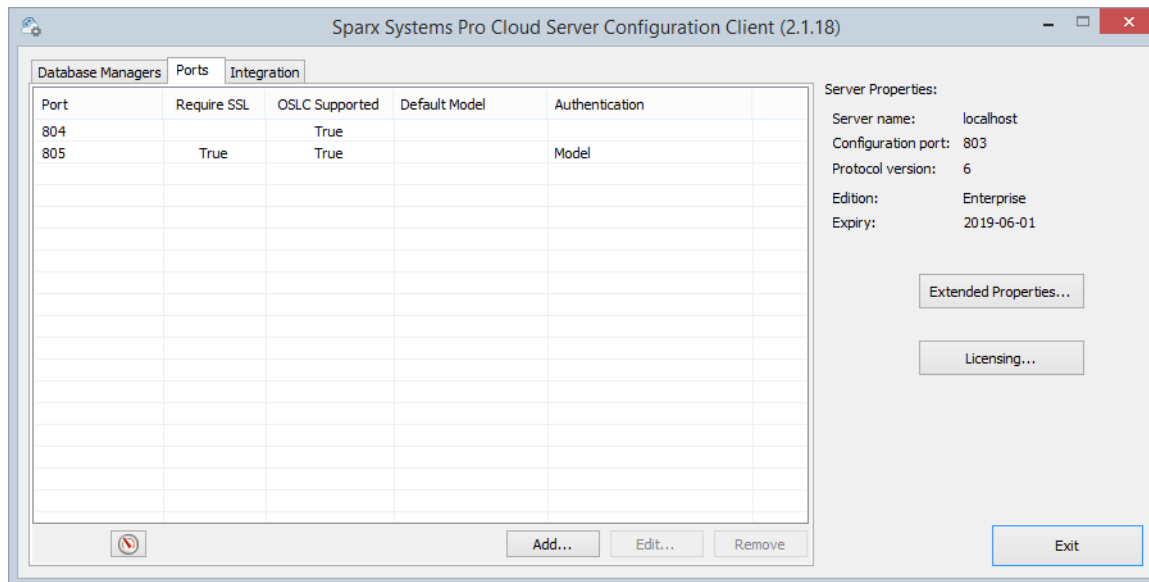 Sparx Systems Pro Cloud Server Configuration Client (2.1.18)
Database Managers Ports Integration
Port Require SSL OSLC Supported Default Model Authentication
804 True
805 True True Model
Add... Edit... Remove
Server Properties:
Server name: localhost
Configuration port: 803
Protocol version: 6
Edition: Enterprise
Expiry: 2019-06-01
Extended Properties...
Licensing...
Exit